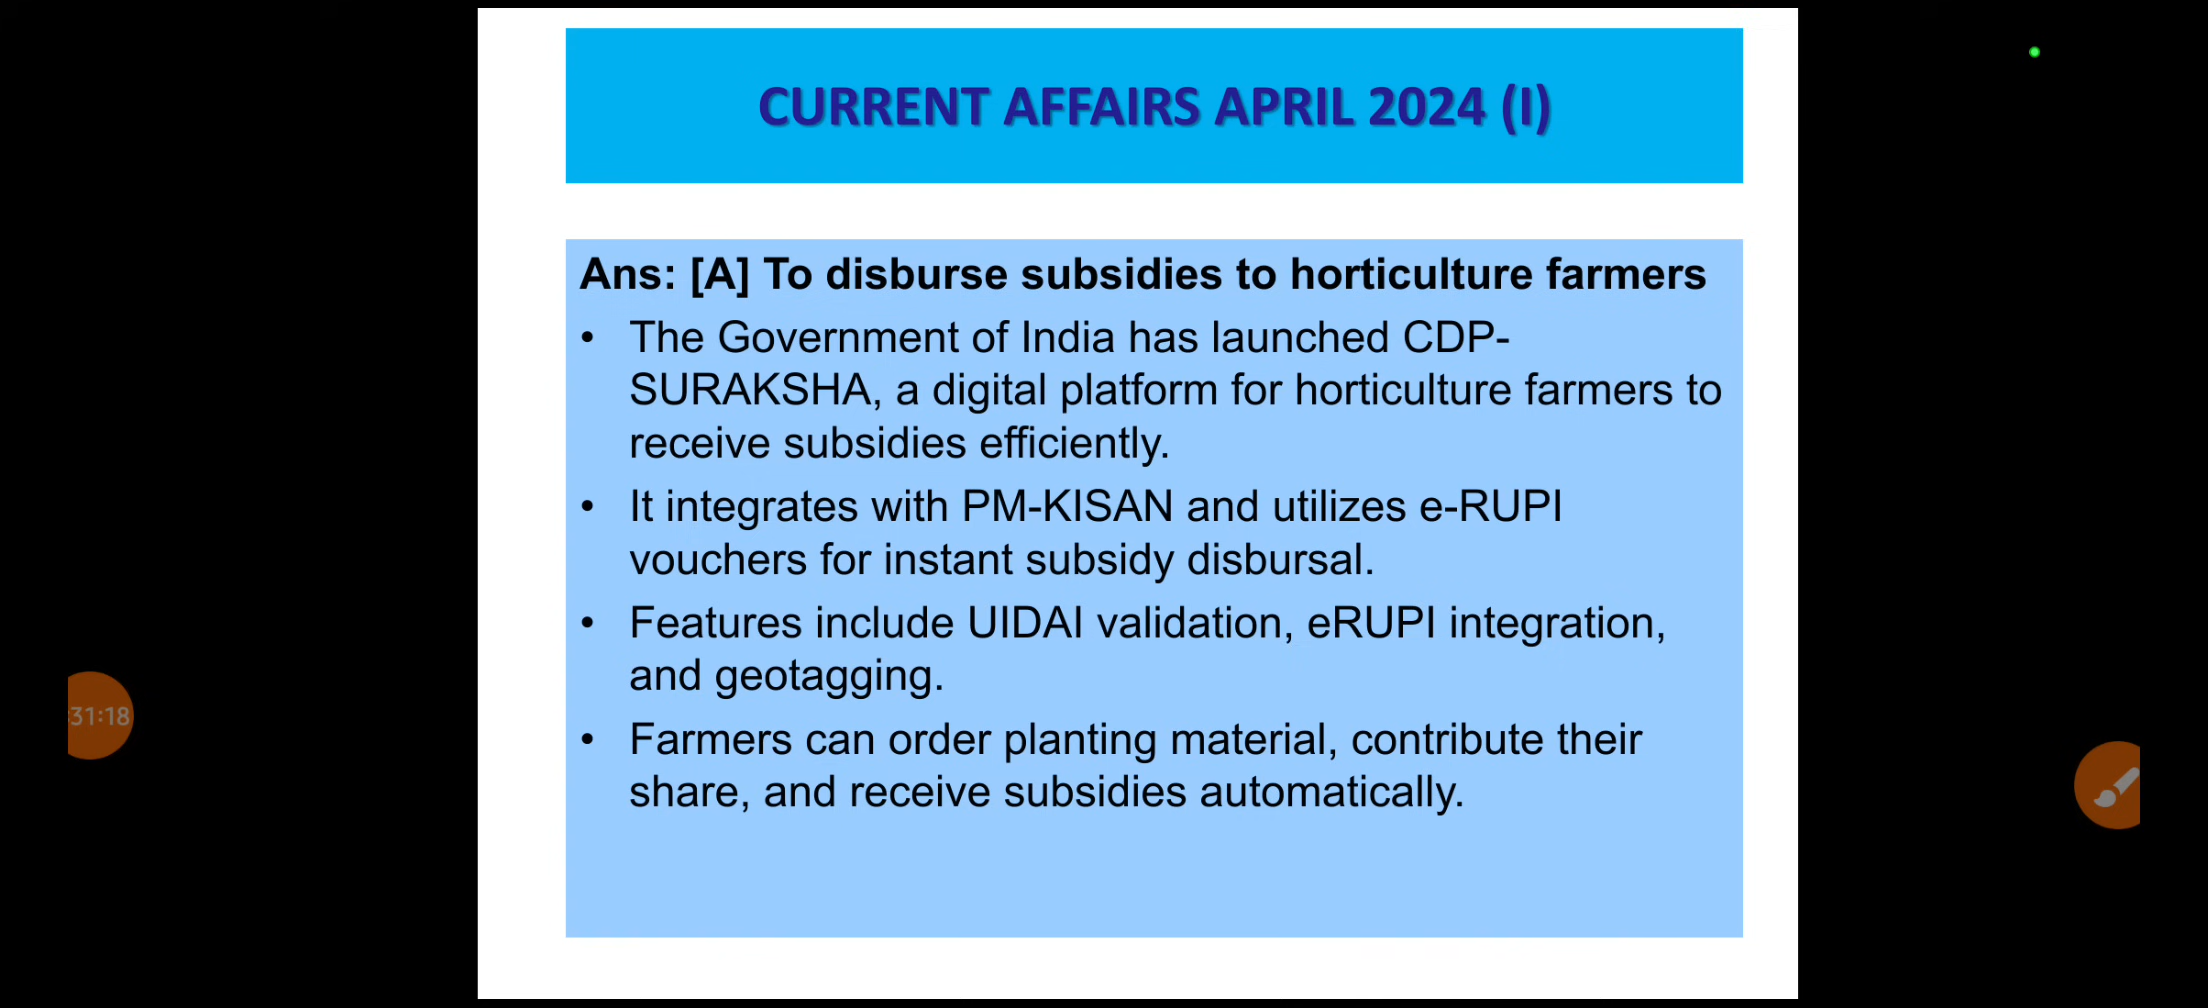 CURRENT AFFAIRS APRIL 2024 (I)
Ans: [A] To disburse subsidies to horticulture farmers
• The Government of India has launched CDP-
SURAKSHA, a digital platform for horticulture farmers to
receive subsidies efficiently.
• It integrates with PM-KISAN and utilizes e-RUPI
vouchers for instant subsidy disbursal.
• Features include UIDAI validation, eRUPI integration,
and geotagging.
• Farmers can order planting material, contribute their
share, and receive subsidies automatically.
:31:18